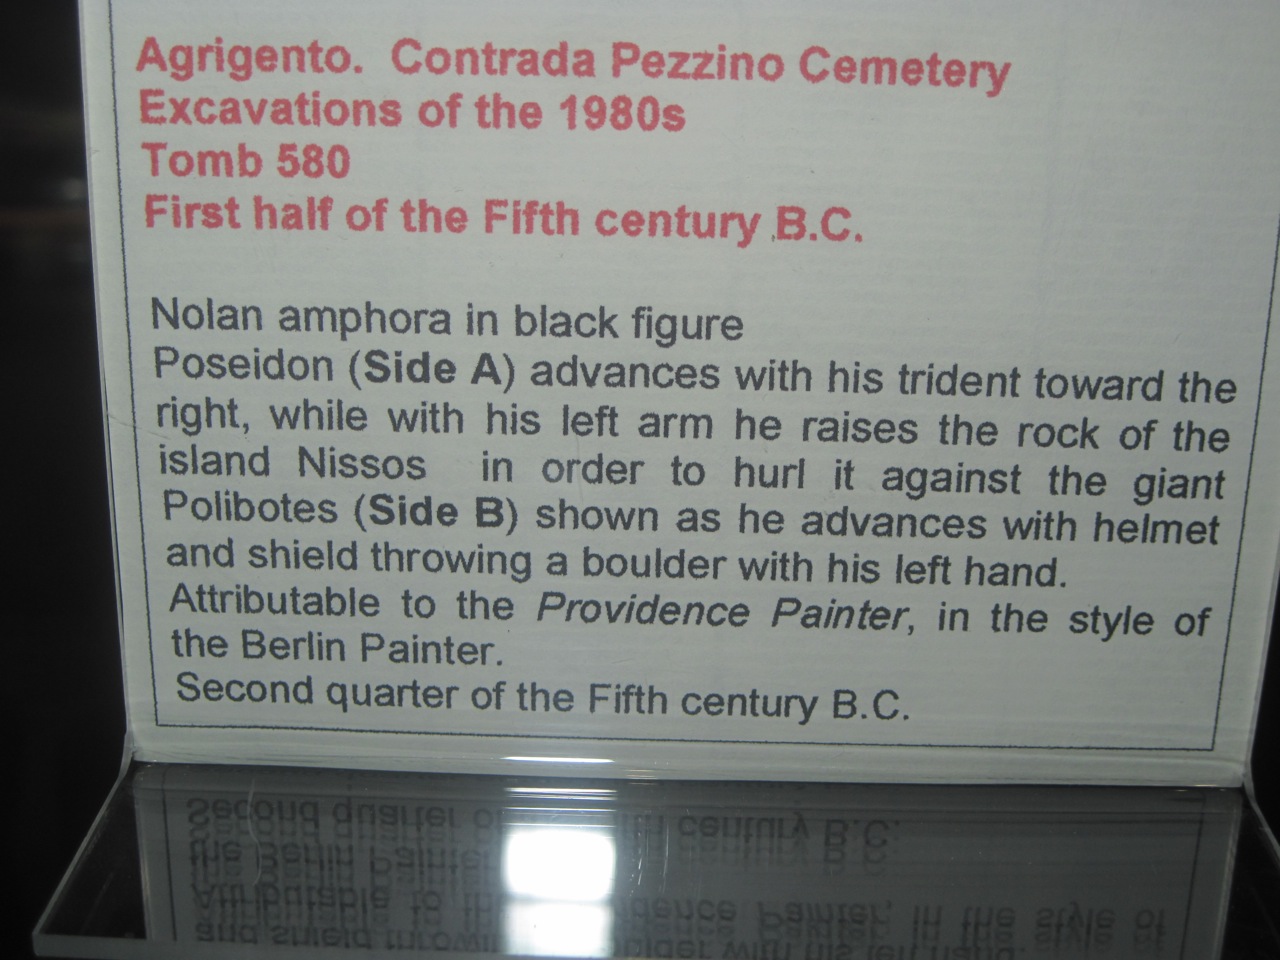 Agrigento. Contrada Pezzino Cemetery
Excavations of the 1980s
Tomb 580
First half of the Fifth century B.C.
Nolan amphora in black figure
Poseidon (Side A) advances with his trident toward the
right, while with his left arm he raises the rock of the
island Nissos in order to hurl it against the giant
Polibotes (Side B) shown as he advances with helmet
and shield throwing a boulder with his left hand.
Attributable to the Providence Painter, in the style of
the Berlin Painter.
Second quarter of the Fifth century B.C.